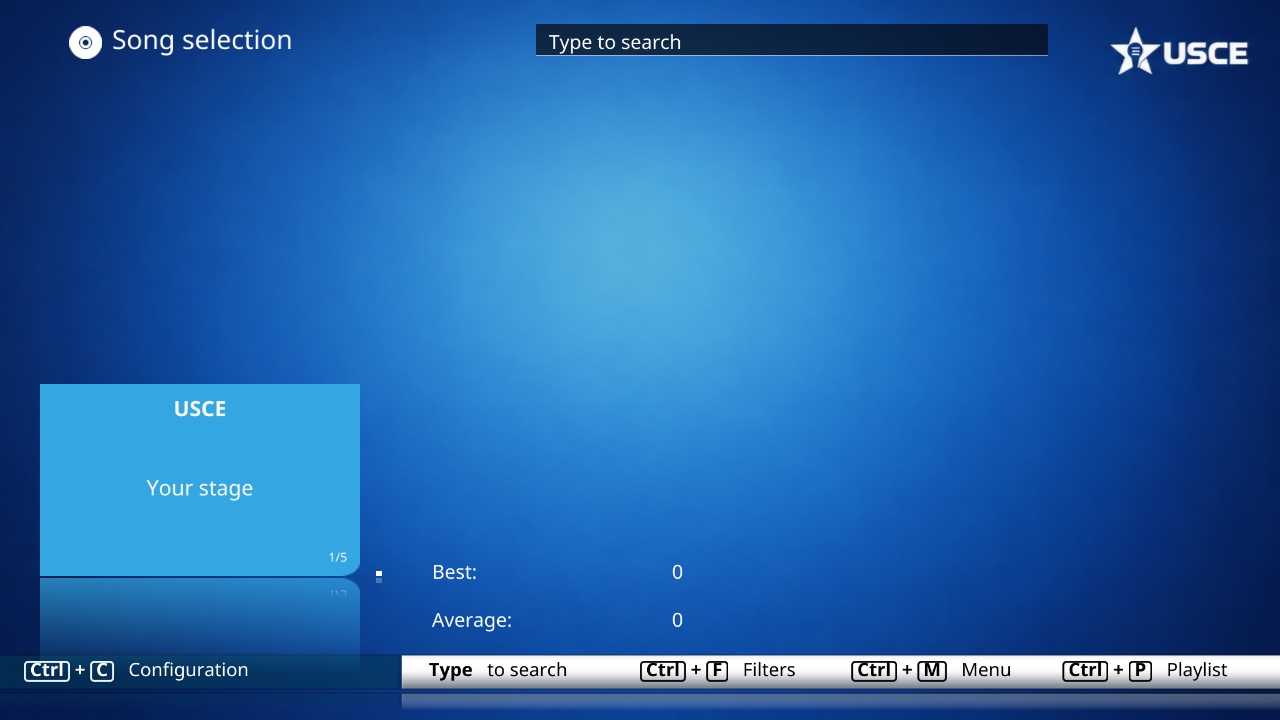 Song selection
Type to search
USCE
USCE
Your stage
1/5
Best: 0
Average: 0
Ctrl + C Configuration
Type to search Ctrl + F Filters Ctrl + M Menu Ctrl + P Playlist